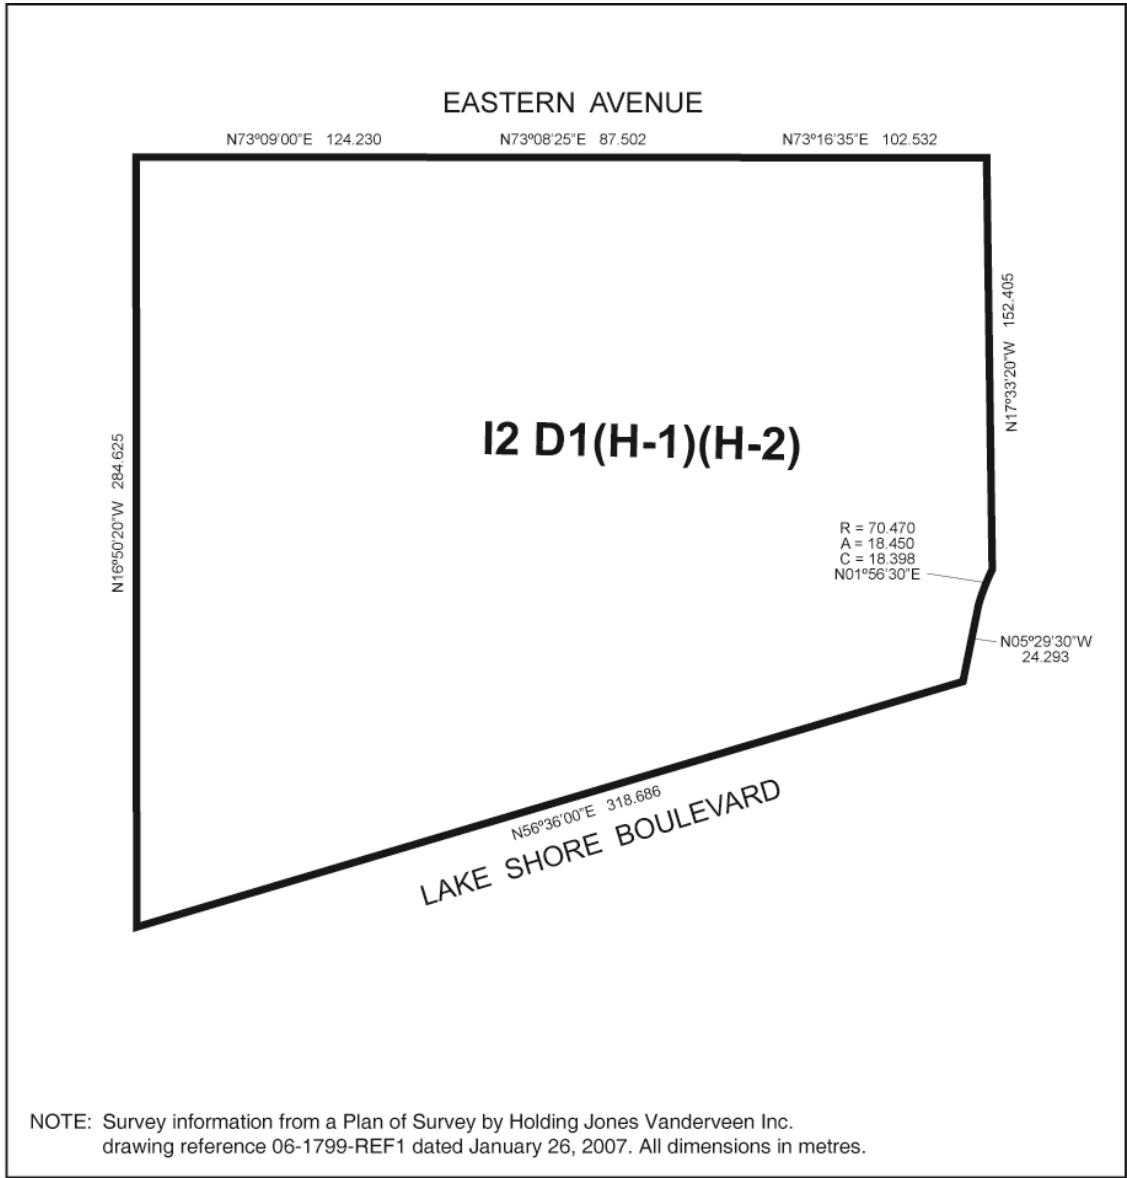 EASTERN AVENUE
N73º09'00"E 124.230
N73º08'25"E 87.502
N73º16'35"E 102.532
N17º33'20"W 152.405
I2 D1(H-1)(H-2)
N16º50'20"W 284.625
R = 70.470
A = 18.450
C = 18.398
N01º56'30"E
N05º29'30"W
24.293
N56º36'00"E 318.686
LAKE SHORE BOULEVARD
NOTE: Survey information from a Plan of Survey by Holding Jones Vanderveen Inc.
drawing reference 06-1799-REF1 dated January 26, 2007. All dimensions in metres.